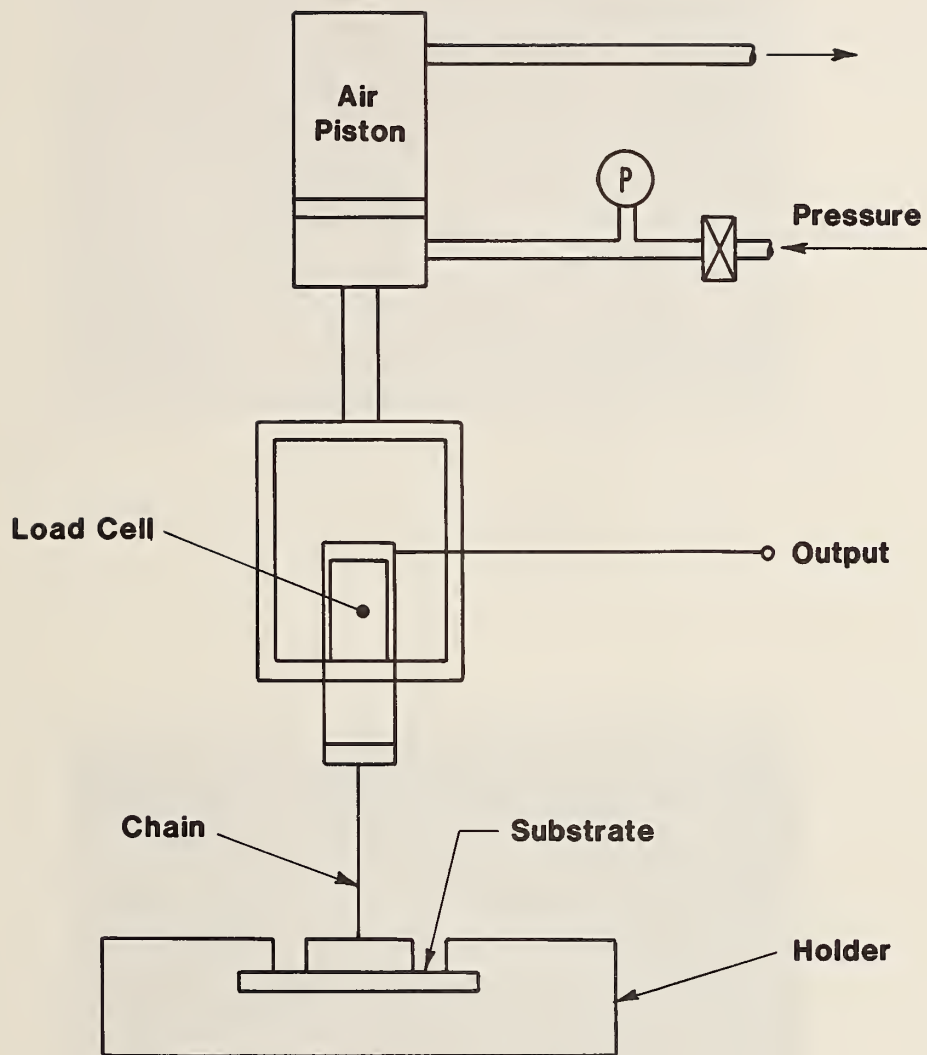 Air
Piston
P
Pressure
Load Cell
Output
Chain
Substrate
Holder